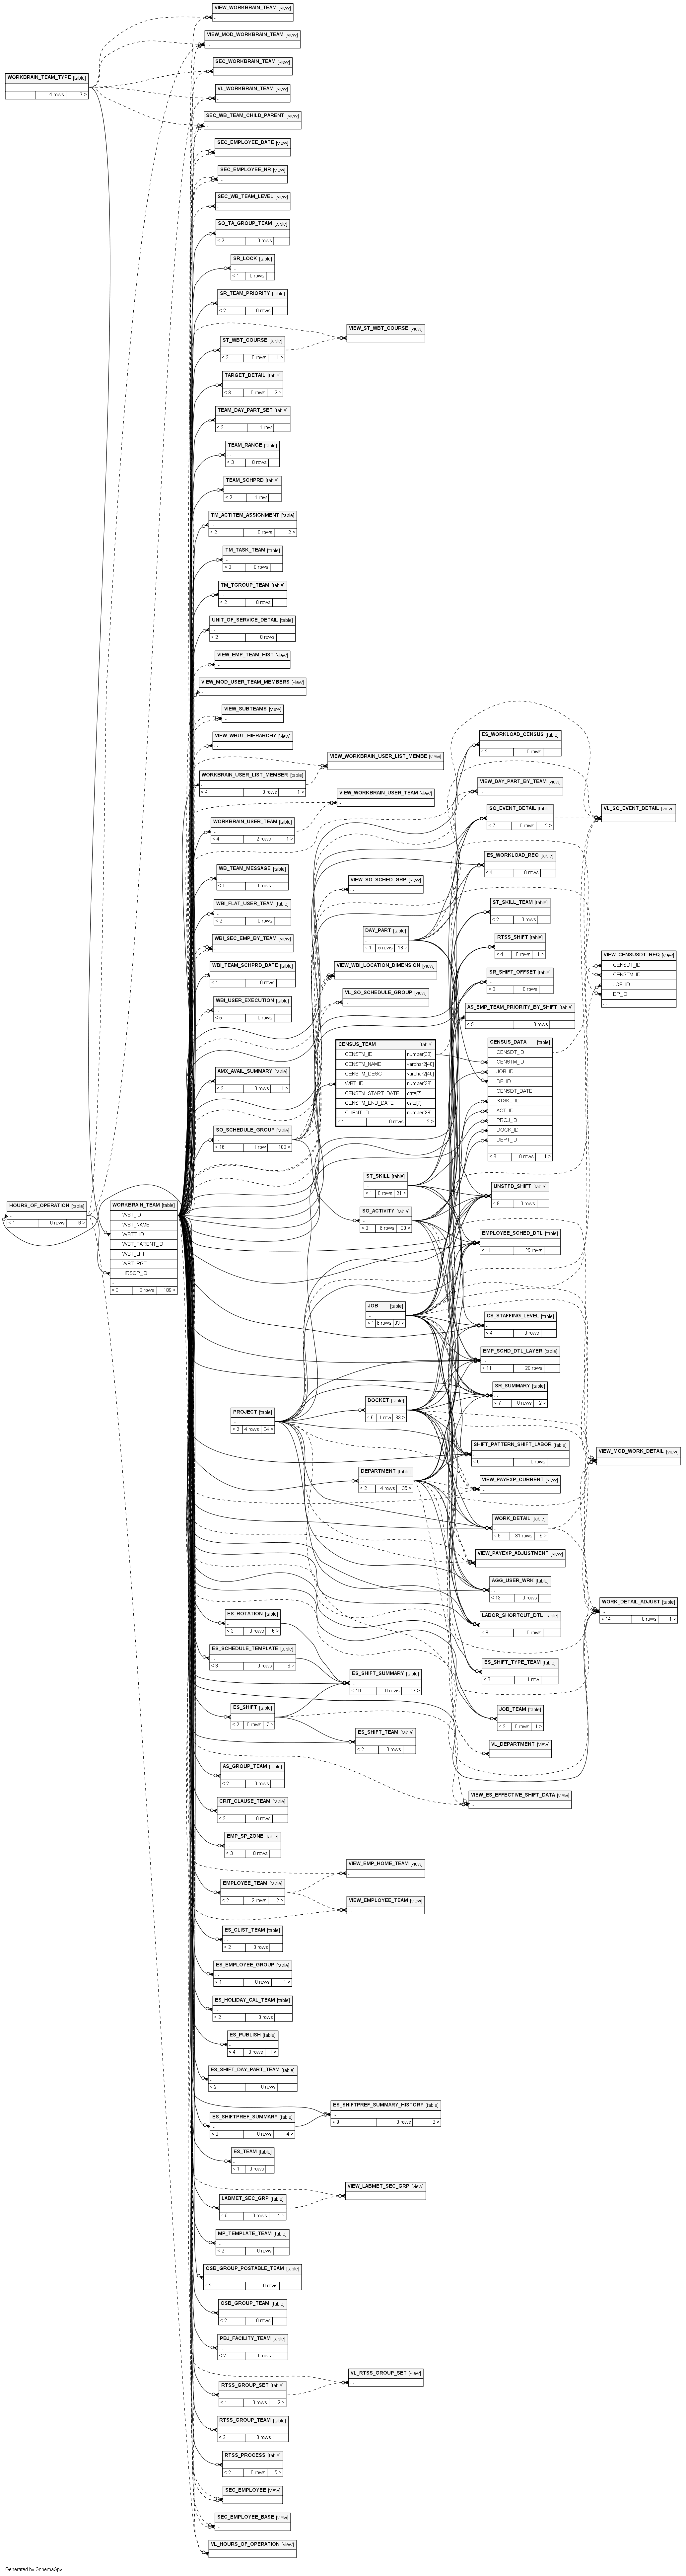 VIEW_WORKBRAIN_TEAM [view]
VIEW_MOD_WORKBRAIN_TEAM [view]
SEC_WORKBRAIN_TEAM [view]
WORKBRAIN_TEAM_TYPE [table]
4 rows 7 >
VL_WORKBRAIN_TEAM [view]
SEC_WB_TEAM_CHILD_PARENT [view]
SEC_EMPLOYEE_DATE [view]
SEC_EMPLOYEE_NR [view]
SEC_WB_TEAM_LEVEL [view]
SO_TA_GROUP_TEAM [table]
< 2 0 rows
SR_LOCK [table]
< 1 0 rows
SR_TEAM_PRIORITY [table]
< 2 0 rows
VIEW_ST_WBT_COURSE [view]
ST_WBT_COURSE [table]
< 2 0 rows 1 >
TARGET_DETAIL [table]
< 3 0 rows 2 >
TEAM_DAY_PART_SET [table]
< 2 1 row
TEAM_RANGE [table]
< 3 0 rows
TEAM_SCHPRD [table]
< 2 1 row
TM_ACTITEM_ASSIGNMENT [table]
< 2 0 rows 2 >
TM_TASK_TEAM [table]
< 3 0 rows
TM_TGROUP_TEAM [table]
< 2 0 rows
UNIT_OF_SERVICE_DETAIL [table]
< 2 0 rows
VIEW_EMP_TEAM_HIST [view]
VIEW_MOD_USER_TEAM_MEMBERS [view]
VIEW_SUBTEAMS [view]
VIEW_WBUT_HIERARCHY [view]
ES_WORKLOAD_CENSUS [table]
< 2 0 rows
VIEW_WORKBRAIN_USER_LIST_MEMBE [view]
WORKBRAIN_USER_LIST_MEMBER [table]
< 4 0 rows 1 >
VIEW_DAY_PART_BY_TEAM [view]
VIEW_WORKBRAIN_USER_TEAM [view]
SO_EVENT_DETAIL [table]
< 7 0 rows 2 >
VL_SO_EVENT_DETAIL [view]
WORKBRAIN_USER_TEAM [table]
< 4 2 rows 1 >
ES_WORKLOAD_REQ [table]
< 4 0 rows
WB_TEAM_MESSAGE [table]
< 1 0 rows
VIEW_SO_SCHED_GRP [view]
WBI_FLAT_USER_TEAM [table]
< 2 0 rows
ST_SKILL_TEAM [table]
< 2 0 rows
DAY_PART [table]
< 1 5 rows 18 >
WBI_SEC_EMP_BY_TEAM [view]
RTSS_SHIFT [table]
< 4 0 rows 1 >
VIEW_CENSUSDT_REG [view]
CENSDT_ID
CENSTM_ID
JOB_ID
DP_ID
WBI_TEAM_SCHPRD_DATE [table]
< 1 0 rows
VIEW_WBI_LOCATION_DIMENSION [view]
SR_SHIFT_OFFSET [table]
< 3 0 rows
WBI_USER_EXECUTION [table]
< 5 0 rows
VL_SO_SCHEDULE_GROUP [view]
AS_EMP_TEAM_PRIORITY_BY_SHIFT [table]
< 5 0 rows
CENSUS_TEAM [table]
CENSTM_ID number[38]
CENSTM_NAME varchar2[40]
CENSTM_DESC varchar2[40]
WBT_ID number[38]
CENSTM_START_DATE date[7]
CENSTM_END_DATE date[7]
CLIENT_ID number[38]
< 1 0 rows 2 >
CENSUS_DATA [table]
CENSDT_ID
CENSTM_ID
JOB_ID
DP_ID
CENSDT_DATE
STSKL_ID
ACT_ID
PROJ_ID
DOCK_ID
DEPT_ID
< 8 0 rows 1 >
AMX_AVAIL_SUMMARY [table]
< 2 0 rows 1 >
SO_SCHEDULE_GROUP [table]
< 16 1 row 100 >
ST_SKILL [table]
< 1 0 rows 21 >
UNSTFD_SHIFT [table]
< 9 0 rows
HOURS_OF_OPERATION [table]
< 1 0 rows 6 >
WORKBRAIN_TEAM [table]
WBT_ID
WBT_NAME
WBTT_ID
WBT_PARENT_ID
WBT_LFT
WBT_RGT
HRSOP_ID
< 3 3 rows 109 >
SO_ACTIVITY [table]
< 3 8 rows 33 >
EMPLOYEE_SCHED_DTL [table]
< 11 25 rows
JOB [table]
< 1 6 rows 93 >
CS_STAFFING_LEVEL [table]
< 4 0 rows
EMP_SCHD_DTL_LAYER [table]
< 11 20 rows
SR_SUMMARY [table]
< 7 0 rows 2 >
PROJECT [table]
< 2 4 rows 34 >
DOCKET [table]
< 6 1 row 33 >
SHIFT_PATTERN_SHIFT_LABOR [table]
< 9 0 rows
VIEW_MOD_WORK_DETAIL [view]
DEPARTMENT [table]
< 2 4 rows 35 >
VIEW_PAYEXP_CURRENT [view]
WORK_DETAIL [table]
< 9 31 rows 6 >
VIEW_PAYEXP_ADJUSTMENT [view]
AGG_USER_WRK [table]
< 13 0 rows
WORK_DETAIL_ADJUST [table]
< 14 0 rows 1 >
ES_ROTATION [table]
< 3 0 rows 6 >
LABOR_SHORTCUT_DTL [table]
< 8 0 rows
ES_SCHEDULE_TEMPLATE [table]
< 3 0 rows 6 >
ES_SHIFT_TYPE_TEAM [table]
< 3 1 row
ES_SHIFT_SUMMARY [table]
< 10 0 rows 17 >
ES_SHIFT [table]
< 2 0 rows 7 >
JOB_TEAM [table]
< 2 0 rows 1 >
ES_SHIFT_TEAM [table]
< 2 0 rows
VL_DEPARTMENT [view]
AS_GROUP_TEAM [table]
< 2 0 rows
VIEW_ES_EFFECTIVE_SHIFT_DATA [view]
CRIT_CLAUSE_TEAM [table]
< 2 0 rows
EMP_SP_ZONE [table]
< 3 0 rows
VIEW_EMP_HOME_TEAM [view]
EMPLOYEE_TEAM [table]
< 2 2 rows 2 >
VIEW_EMPLOYEE_TEAM [view]
ES_CLIST_TEAM [table]
< 2 0 rows
ES_EMPLOYEE_GROUP [table]
< 1 0 rows 1 >
ES_HOLIDAY_CAL_TEAM [table]
< 2 0 rows
ES_PUBLISH [table]
< 4 0 rows 1 >
ES_SHIFT_DAY_PART_TEAM [table]
< 2 0 rows
ES_SHIFTPREF_SUMMARY_HISTORY [table]
< 9 0 rows 2 >
ES_SHIFTPREF_SUMMARY [table]
< 8 0 rows 4 >
ES_TEAM [table]
< 1 0 rows
VIEW_LABMET_SEC_GRP [view]
LABMET_SEC_GRP [table]
< 5 0 rows 1 >
MP_TEMPLATE_TEAM [table]
< 2 0 rows
OSB_GROUP_POSTABLE_TEAM [table]
< 2 0 rows
OSB_GROUP_TEAM [table]
< 2 0 rows
PBJ_FACILITY_TEAM [table]
< 2 0 rows
VL_RTSS_GROUP_SET [view]
RTSS_GROUP_SET [table]
< 1 0 rows 2 >
RTSS_GROUP_TEAM [table]
< 2 0 rows
RTSS_PROCESS [table]
< 2 0 rows 5 >
SEC_EMPLOYEE [view]
SEC_EMPLOYEE_BASE [view]
VL_HOURS_OF_OPERATION [view]
Generated by SchemaSpy